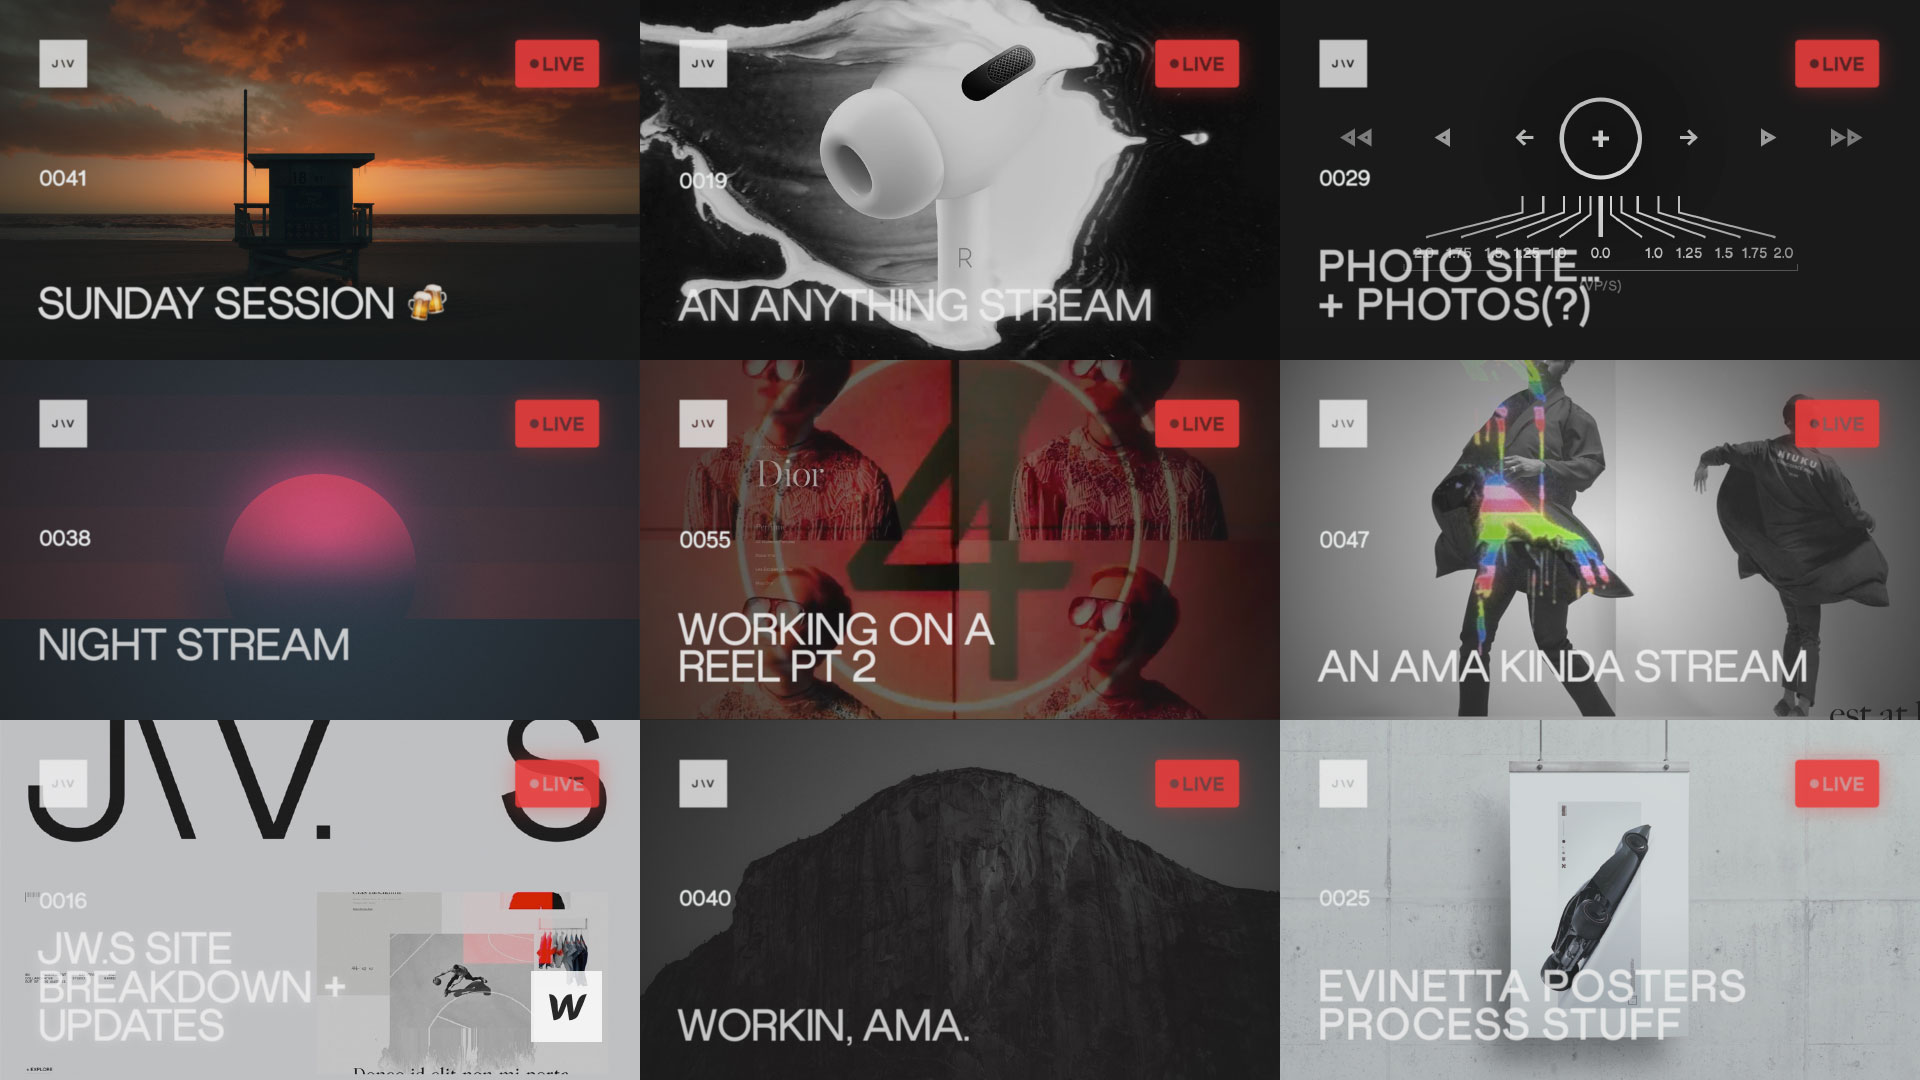 J\V
LIVE
0041
SUNDAY SESSION
J\V
LIVE
0019
R
AN ANYTHING STREAM
J\V
LIVE
0029
2.0 1.75 1.5 1.25 1.0 0.0 1.0 1.25 1.5 1.75 2.0
(VP/S)
PHOTO SITE...
+ PHOTOS(?)
J\V
LIVE
0038
NIGHT STREAM
J\V
LIVE
Dior
0055
WORKING ON A
REEL PT 2
J\V
LIVE
NIUKU
0047
AN AMA KINDA STREAM
est at
J\V. S
J\V
LIVE
0016
JW.S SITE
BREAKDOWN +
UPDATES
W
+ EXPLORE
Donec id elit non mi porta
J\V
LIVE
0040
WORKIN, AMA.
J\V
LIVE
0025
EVINETTA POSTERS
PROCESS STUFF